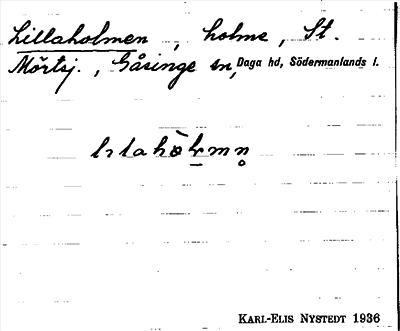 Lillaholmen, holme, St.
Mörtsj., Gåsinge sn, Daga hd, Södermanlands l.
KARL-ELIS NYSTEDT 1936